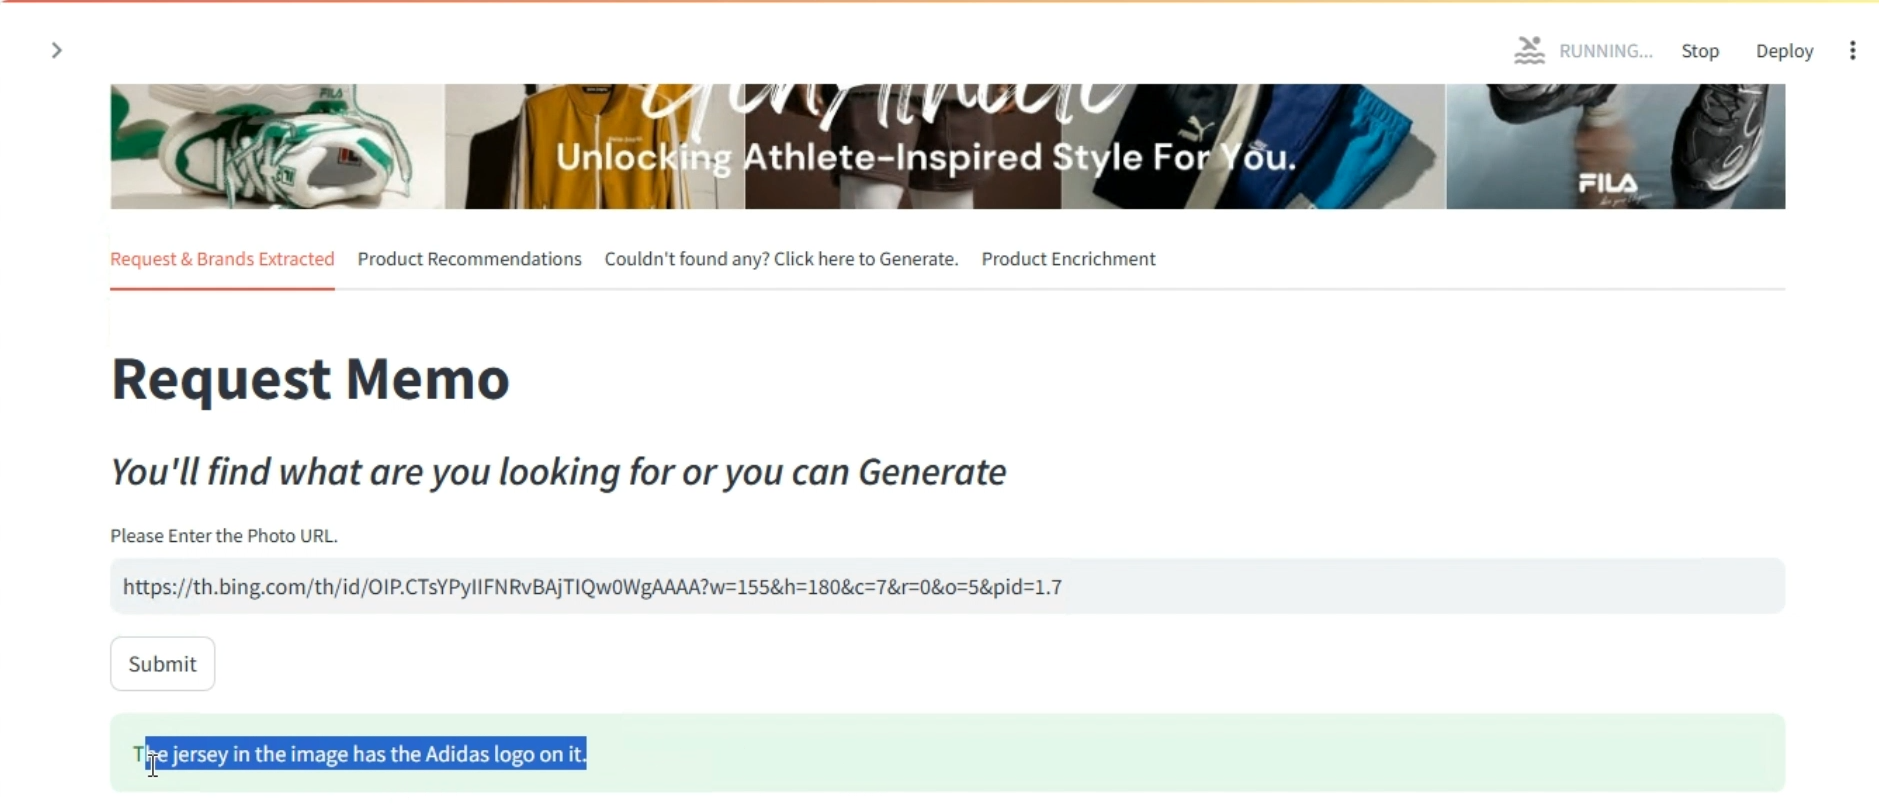 RUNNING... Stop Deploy
FILA
Unlocking Athlete-Inspired Style For You.
FILA
Request & Brands Extracted Product Recommendations Couldn't found any? Click here to Generate. Product Encrichment
Request Memo
You'll find what are you looking for or you can Generate
Please Enter the Photo URL.
https://th.bing.com/th/id/OIP.CTsYPyIIFNRvBAjTIQw0WgAAAA?w=155&h=180&c=7&r=0&o=5&pid=1.7
Submit
The jersey in the image has the Adidas logo on it.